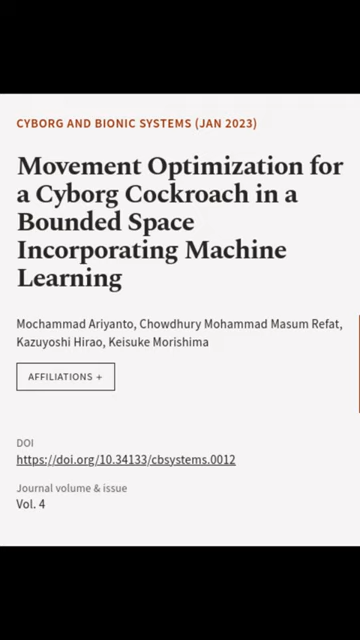 CYBORG AND BIONIC SYSTEMS (JAN 2023)
Movement Optimization for
a Cyborg Cockroach in a
Bounded Space
Incorporating Machine
Learning
Mochammad Ariyanto, Chowdhury Mohammad Masum Refat,
Kazuyoshi Hirao, Keisuke Morishima
AFFILIATIONS +
DOI
https://doi.org/10.34133/cbsystems.0012
Journal volume & issue
Vol. 4